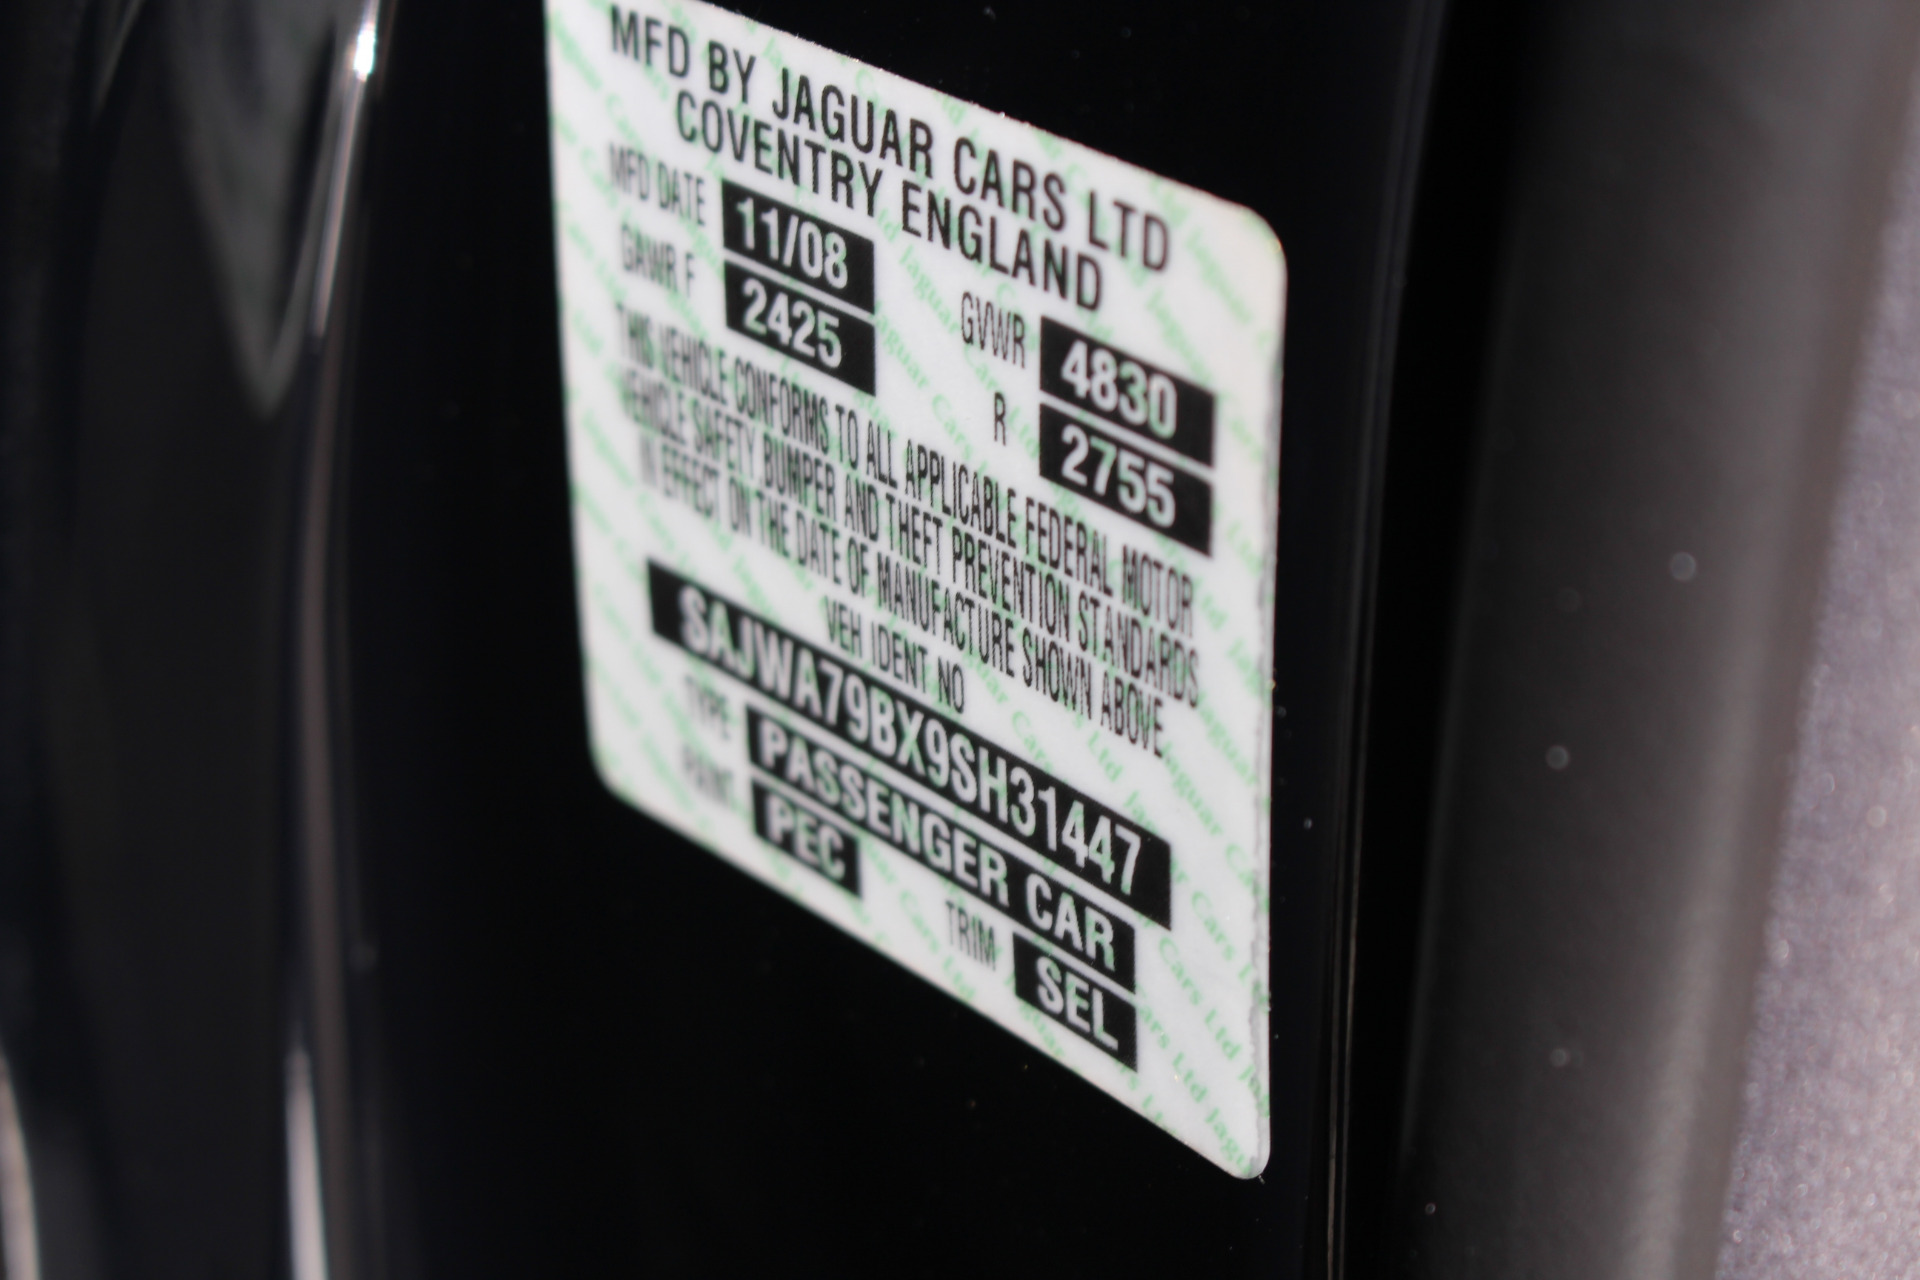 MFD BY JAGUAR CARS LTD
COVENTRY ENGLAND
MFD DATE 11/08 GVWR 4830
GAWR F 2425 R 2755
THIS VEHICLE CONFORMS TO ALL APPLICABLE FEDERAL MOTOR
VEHICLE SAFETY, BUMPER AND THEFT PREVENTION STANDARDS
IN EFFECT ON THE DATE OF MANUFACTURE SHOWN ABOVE
VEH IDENT NO
SAJWA79BX9SH31447
TYPE PASSENGER CAR
PAINT PEC TRIM SEL